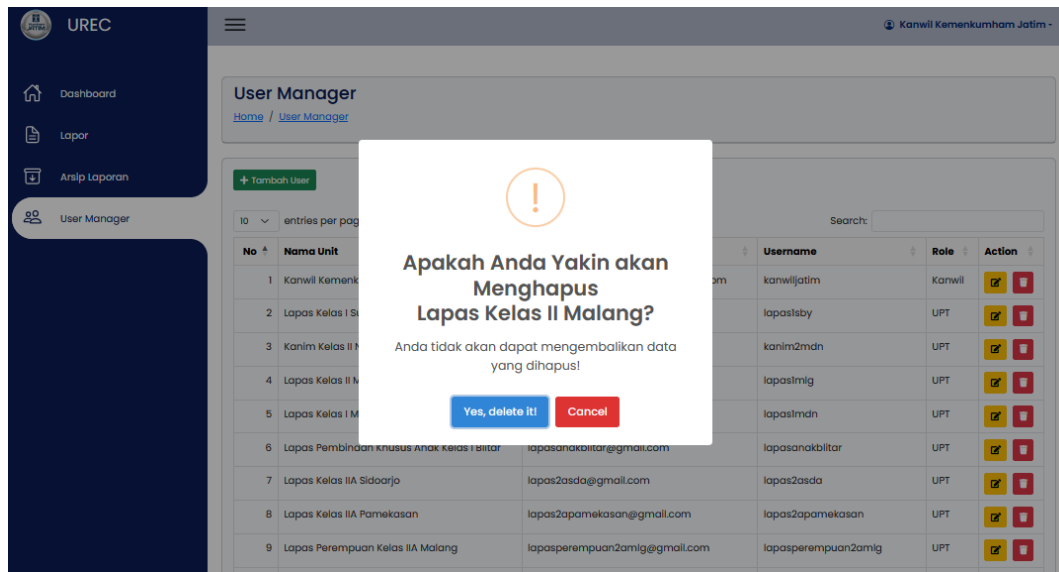 UREC
Kanwil Kemenkumham Jatim
Dashboard
Lapor
Arsip Laporan
User Manager
User Manager
Home / User Manager
+ Tambah User
10 entries per pag
Search:
No Nama Unit Username Role Action
1 Kanwil Kemenk om kanwiljatim Kanwil
2 Lapas Kelas I Su lapas1sby UPT
3 Kanim Kelas II kanim2mdn UPT
4 Lapas Kelas II M lapas1mlg UPT
5 Lapas Kelas I M lapas1mdn UPT
6 Lapas Pembinaan Khusus Anak Kelas I Blitar lapasanakblitar@gmail.com lapasanakblitar UPT
7 Lapas Kelas IIA Sidoarjo lapas2asda@gmail.com lapas2asda UPT
8 Lapas Kelas IIA Pamekasan lapas2apamekasan@gmail.com lapas2apamekasan UPT
9 Lapas Perempuan Kelas IIA Malang lapasperempuan2amlg@gmail.com lapasperempuan2amlg UPT
!
Apakah Anda Yakin akan
Menghapus
Lapas Kelas II Malang?
Anda tidak akan dapat mengembalikan data
yang dihapus!
Yes, delete it!
Cancel